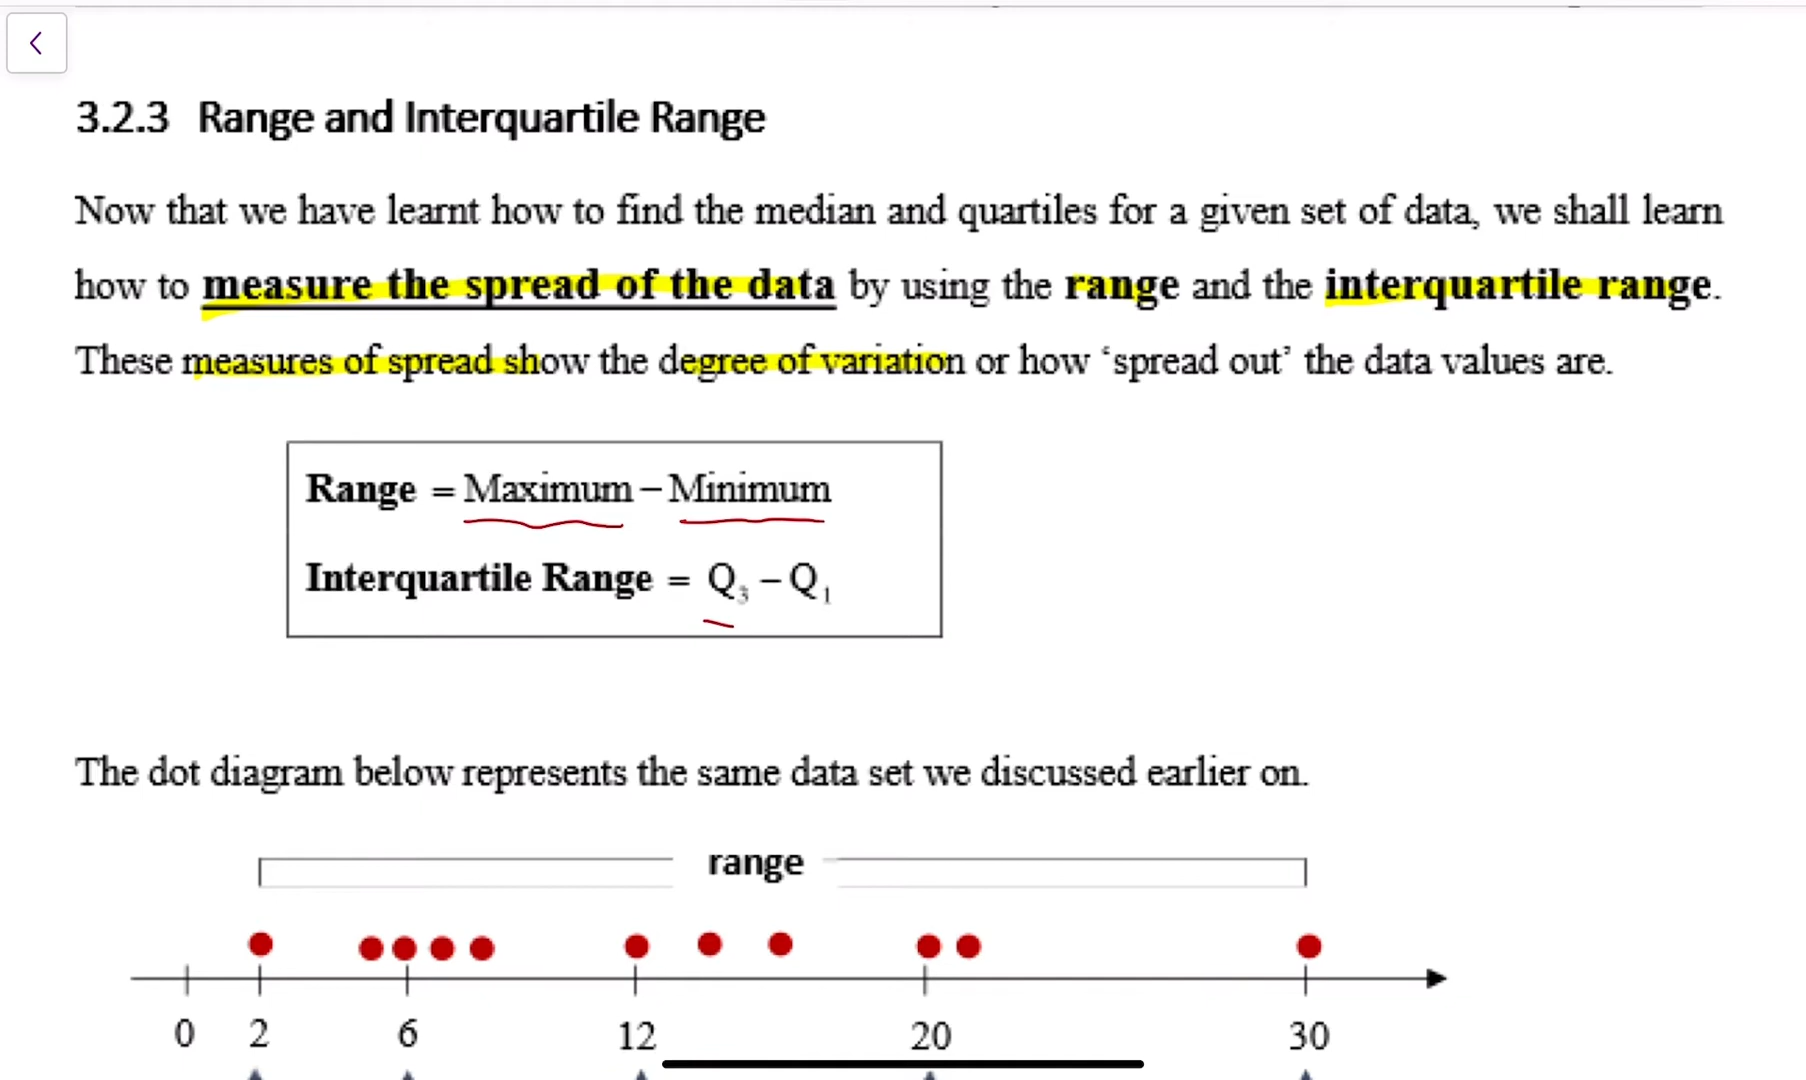 3.2.3 Range and Interquartile Range
Now that we have learnt how to find the median and quartiles for a given set of data, we shall learn
how to measure the spread of the data by using the range and the interquartile range.
These measures of spread show the degree of variation or how ‘spread out’ the data values are.
Range = Maximum − Minimum
Interquartile Range = Q₃ − Q₁
The dot diagram below represents the same data set we discussed earlier on.
range
0 2 6 12 20 30